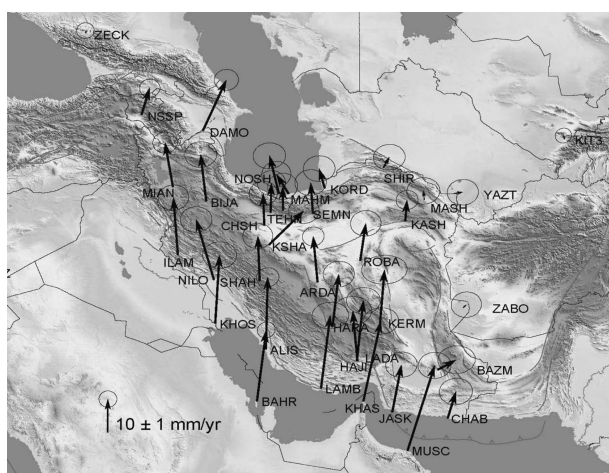 ZECK
NSSP
DAMO
KIT3
NOSH
SHIR
MIAN
BIJA
MAHM
KORD
MASH
YAZT
CHSH
TEHN
SEMN
KASH
KSHA
ILAM
ROBA
NILO
SHAH
ARDA
ZABO
KHOS
HARA
KERM
ALIS
HAJI
LADA
BAZM
LAMB
BAHR
KHAS
JASK
CHAB
10 ± 1 mm/yr
MUSC